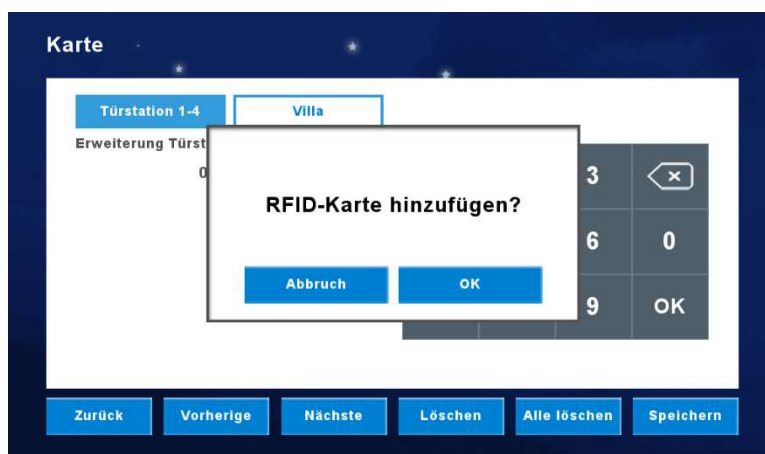 Karte
Türstation 1-4
Villa
Erweiterung Türst
0
RFID-Karte hinzufügen?
Abbruch
OK
3
6
0
9
OK
Zurück
Vorherige
Nächste
Löschen
Alle löschen
Speichern